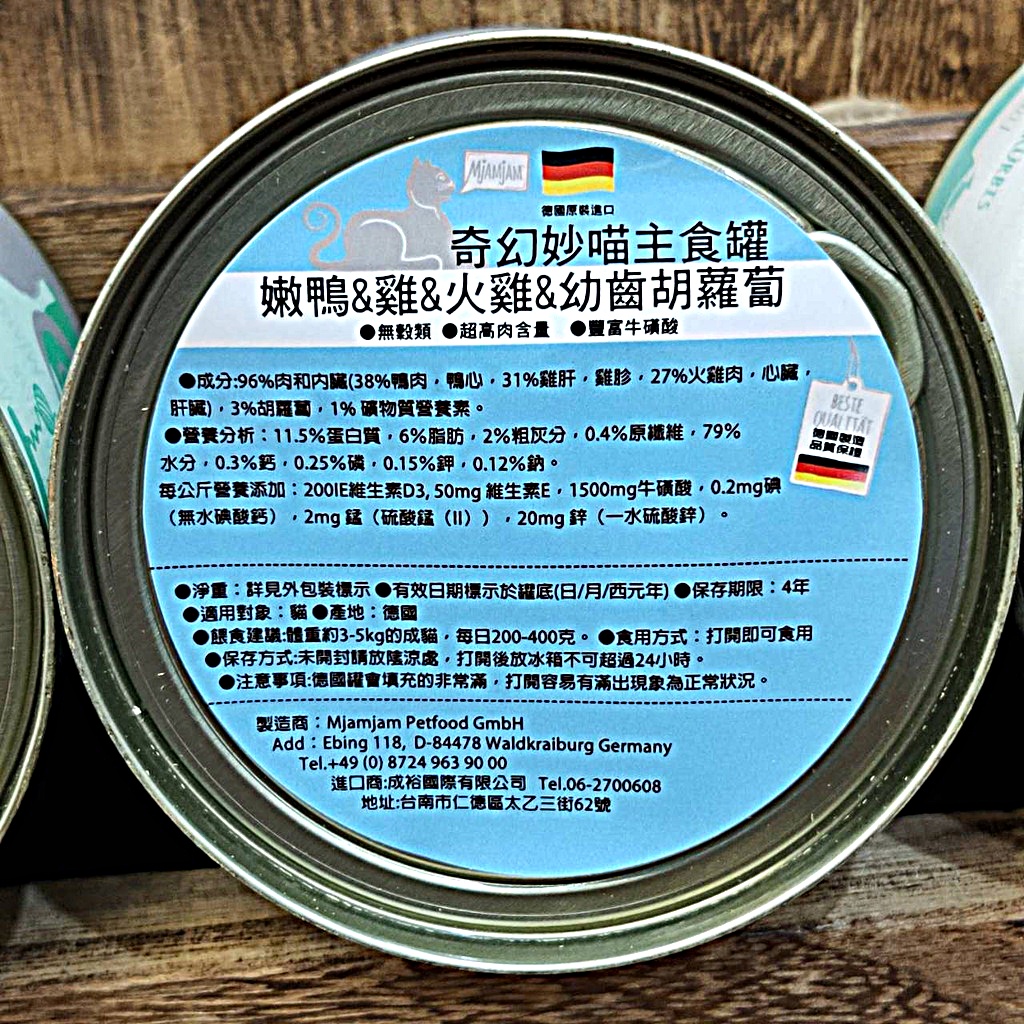 MJAMJAM
德國原裝進口
奇幻妙喵主食罐
嫩鴨&雞&火雞&幼齒胡蘿蔔
●無穀類 ●超高肉含量 ●豐富牛磺酸
●成分:96%肉和內臟(38%鴨肉，鴨心，31%雞肝，雞胗，27%火雞肉，心臟，
肝臟)，3%胡蘿蔔，1% 礦物質營養素。
●營養分析：11.5%蛋白質，6%脂肪，2%粗灰分，0.4%原纖維，79%
水分，0.3%鈣，0.25%磷，0.15%鉀，0.12%鈉。
每公斤營養添加：200IE維生素D3, 50mg 維生素E，1500mg牛磺酸，0.2mg碘
（無水碘酸鈣），2mg 錳（硫酸錳（II）），20mg 鋅（一水硫酸鋅）。
BESTE
QUALITÄT
德國製造
品質保證
●淨重：詳見外包裝標示 ●有效日期標示於罐底(日/月/西元年) ●保存期限：4年
●適用對象：貓 ●產地：德國
●餵食建議:體重約3-5kg的成貓，每日200-400克。 ●食用方式：打開即可食用
●保存方式:未開封請放陰涼處，打開後放冰箱不可超過24小時。
●注意事項:德國罐會填充的非常滿，打開容易有滿出現象為正常狀況。
製造商：Mjamjam Petfood GmbH
Add：Ebing 118, D-84478 Waldkraiburg Germany
Tel.+49 (0) 8724 963 90 00
進口商:成裕國際有限公司 Tel.06-2700608
地址:台南市仁德區太乙三街62號